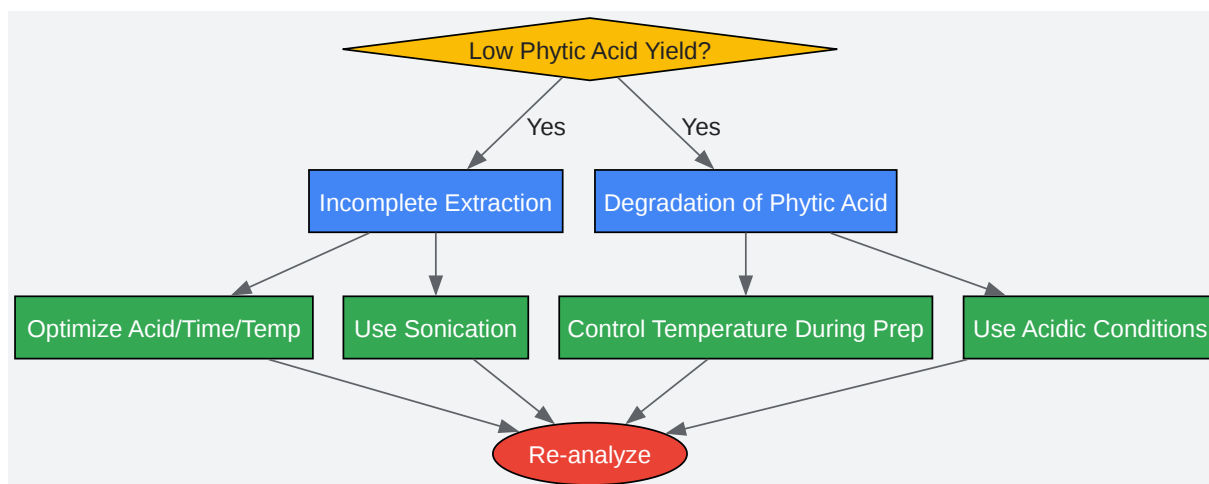 Low Phytic Acid Yield?
Yes
Yes
Incomplete Extraction
Degradation of Phytic Acid
Optimize Acid/Time/Temp
Use Sonication
Control Temperature During Prep
Use Acidic Conditions
Re-analyze